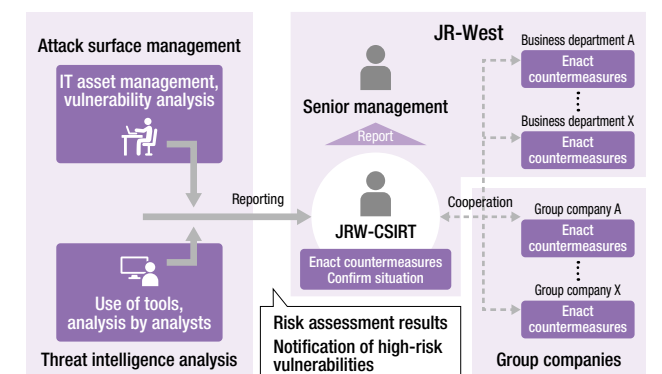 Attack surface management
IT asset management,
vulnerability analysis
Use of tools,
analysis by analysts
Threat intelligence analysis
Reporting
JR-West
Senior management
Report
JRW-CSIRT
Enact countermeasures
Confirm situation
Risk assessment results
Notification of high-risk
vulnerabilities
Cooperation
Business department A
Enact
countermeasures
Business department X
Enact
countermeasures
Group company A
Enact
countermeasures
Group company X
Enact
countermeasures
Group companies